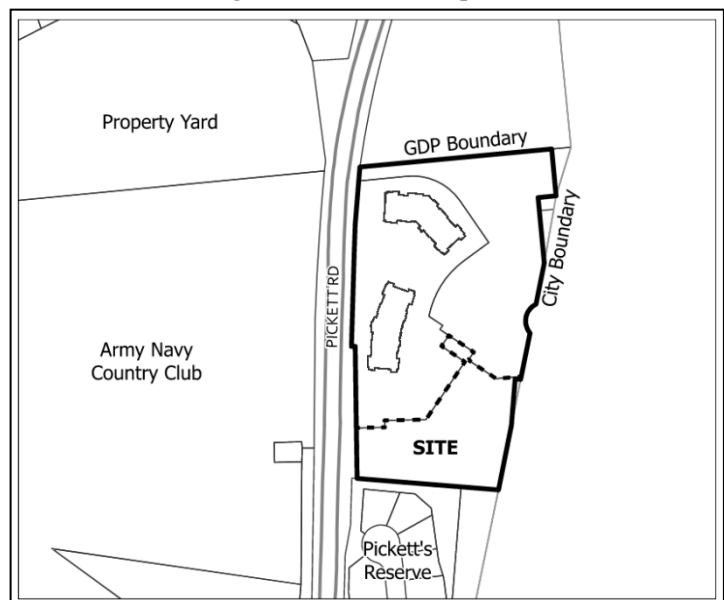 Property Yard
GDP Boundary
City Boundary
PICKETT RD
Army Navy
Country Club
SITE
Pickett's
Reserve